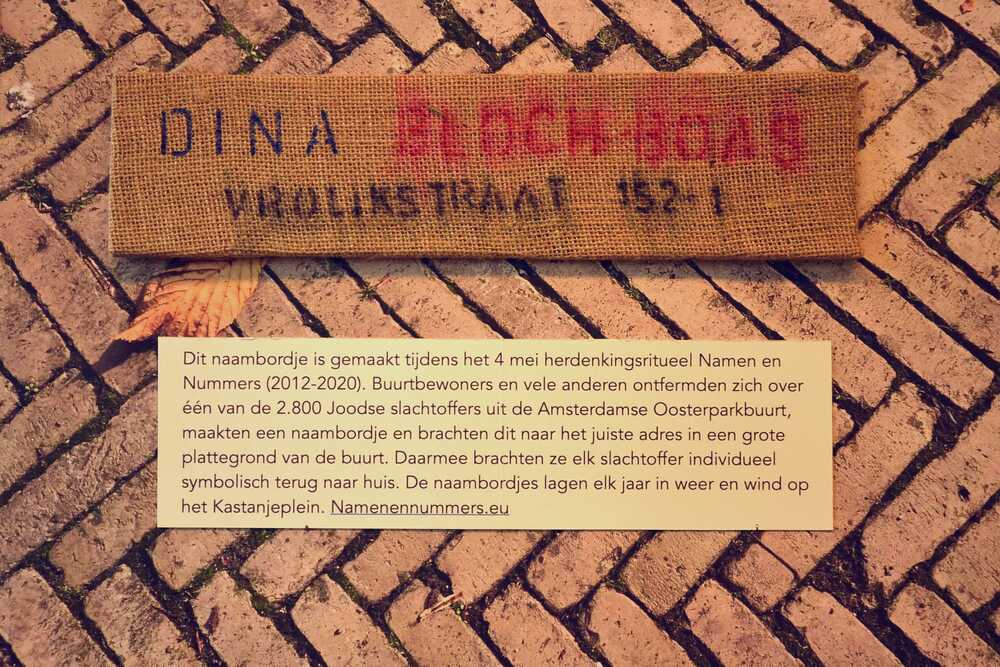 DINA BLOCH-BOAS
VROLIKSTRAAT 152-I
Dit naambordje is gemaakt tijdens het 4 mei herdenkingsritueel Namen en
Nummers (2012-2020). Buurtbewoners en vele anderen ontfermden zich over
één van de 2.800 Joodse slachtoffers uit de Amsterdamse Oosterparkbuurt,
maakten een naambordje en brachten dit naar het juiste adres in een grote
plattegrond van de buurt. Daarmee brachten ze elk slachtoffer individueel
symbolisch terug naar huis. De naambordjes lagen elk jaar in weer en wind op
het Kastanjeplein. Namenennummers.eu